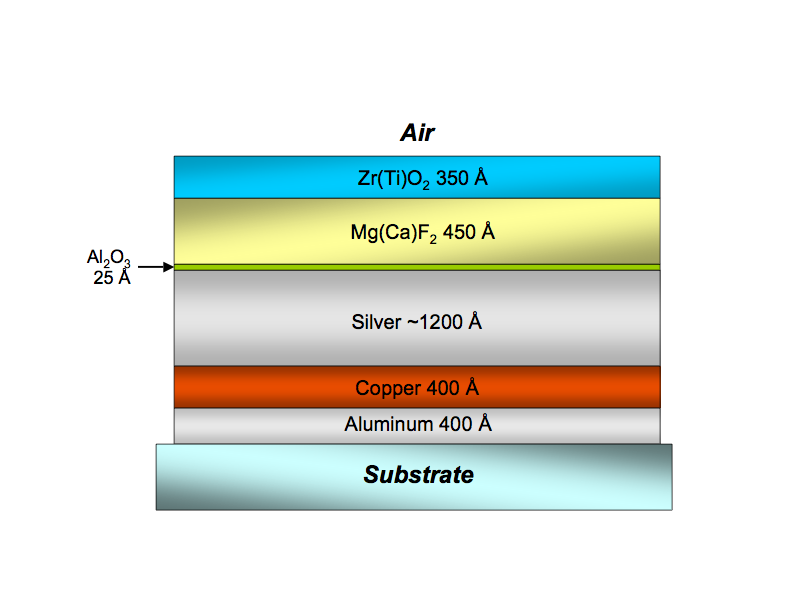 Air
Zr(Ti)O₂ 350 Å
Mg(Ca)F₂ 450 Å
Al₂O₃
25 Å
Silver ~1200 Å
Copper 400 Å
Aluminum 400 Å
Substrate